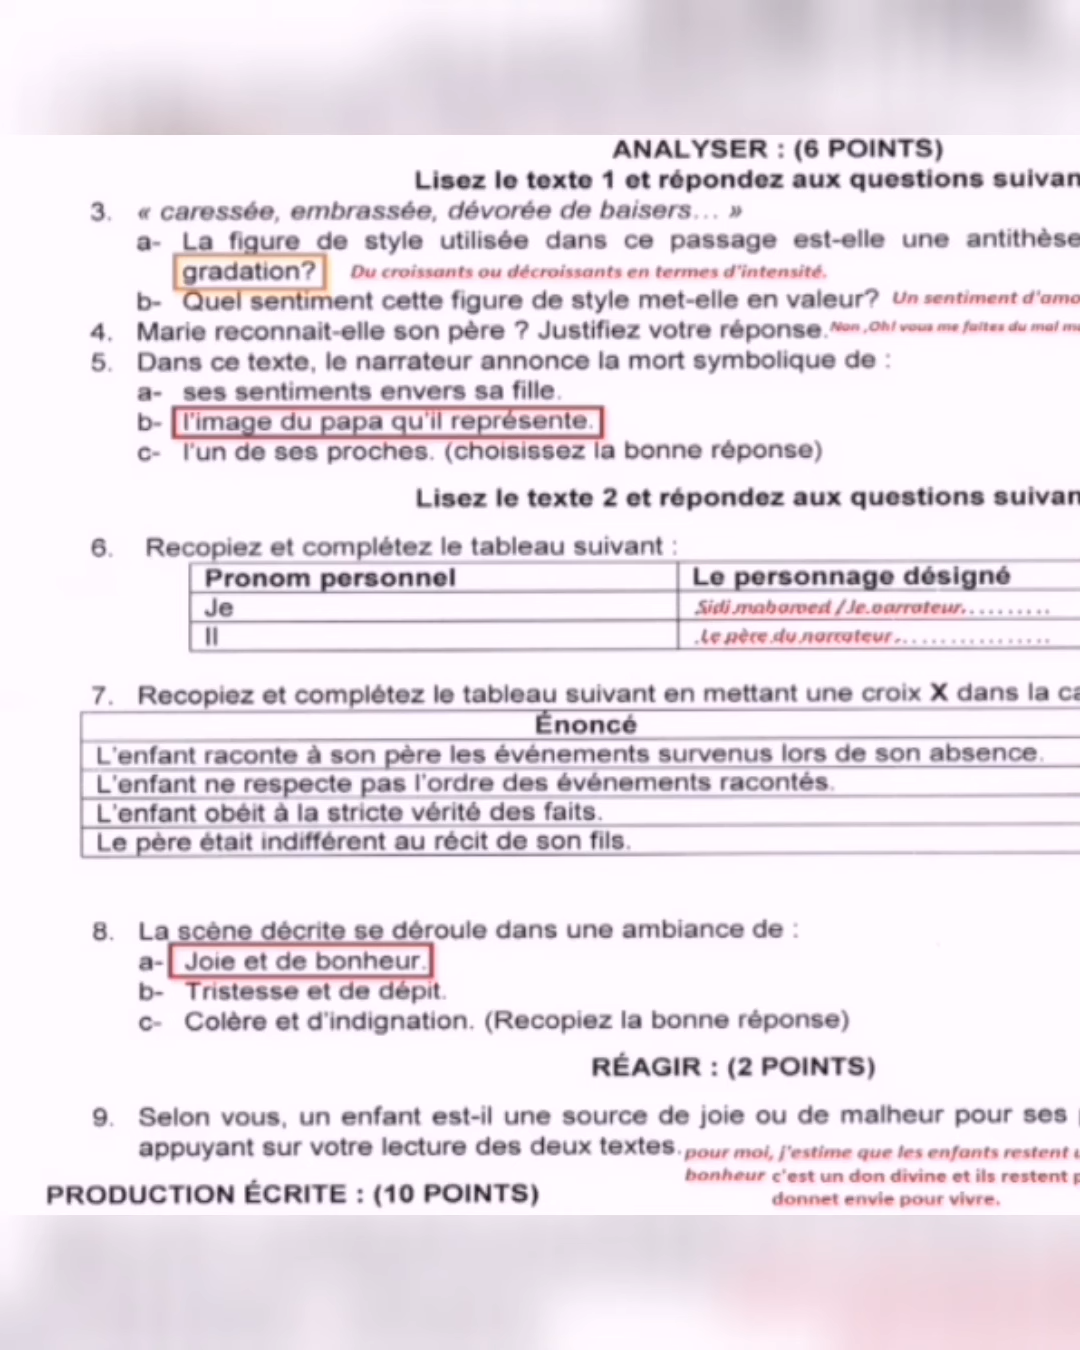 ANALYSER : (6 POINTS)
Lisez le texte 1 et répondez aux questions suivan
3. « caressée, embrassée, dévorée de baisers... »
a- La figure de style utilisée dans ce passage est-elle une antithèse
gradation? Du croissants ou décroissants en termes d'intensité.
b- Quel sentiment cette figure de style met-elle en valeur? Un sentiment d'amo
4. Marie reconnait-elle son père ? Justifiez votre réponse. Non ,Oh! vous me faites du mal
5. Dans ce texte, le narrateur annonce la mort symbolique de :
a- ses sentiments envers sa fille.
b- l'image du papa qu'il représente.
c- l'un de ses proches. (choisissez la bonne réponse)
Lisez le texte 2 et répondez aux questions suivan
6. Recopiez et complétez le tableau suivant :
Pronom personnel Le personnage désigné
Je Sidi mohamed / le narrateur..........
Il .Le père du narrateur.................
7. Recopiez et complétez le tableau suivant en mettant une croix X dans la ca
Énoncé
L'enfant raconte à son père les événements survenus lors de son absence.
L'enfant ne respecte pas l'ordre des événements racontés.
L'enfant obéit à la stricte vérité des faits.
Le père était indifférent au récit de son fils.
8. La scène décrite se déroule dans une ambiance de :
a- Joie et de bonheur.
b- Tristesse et de dépit.
c- Colère et d'indignation. (Recopiez la bonne réponse)
RÉAGIR : (2 POINTS)
9. Selon vous, un enfant est-il une source de joie ou de malheur pour ses
appuyant sur votre lecture des deux textes. pour moi, j'estime que les enfants restent
bonheur c'est un don divine et ils restent
donnet envie pour vivre.
PRODUCTION ÉCRITE : (10 POINTS)